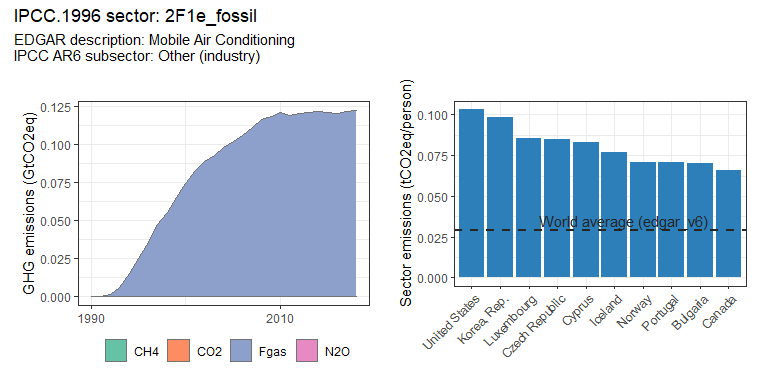 IPCC.1996 sector: 2F1e_fossil
EDGAR description: Mobile Air Conditioning
IPCC AR6 subsector: Other (industry)
GHG emissions (GtCO2eq)
0.125
0.100
0.075
0.050
0.025
0.000
1990
2010
CH4
CO2
Fgas
N2O
Sector emissions (tCO2eq/person)
0.100
0.075
0.050
0.025
0.000
World average (edgar_v6)
United States
Korea, Rep.
Luxembourg
Czech Republic
Cyprus
Iceland
Norway
Portugal
Bulgaria
Canada